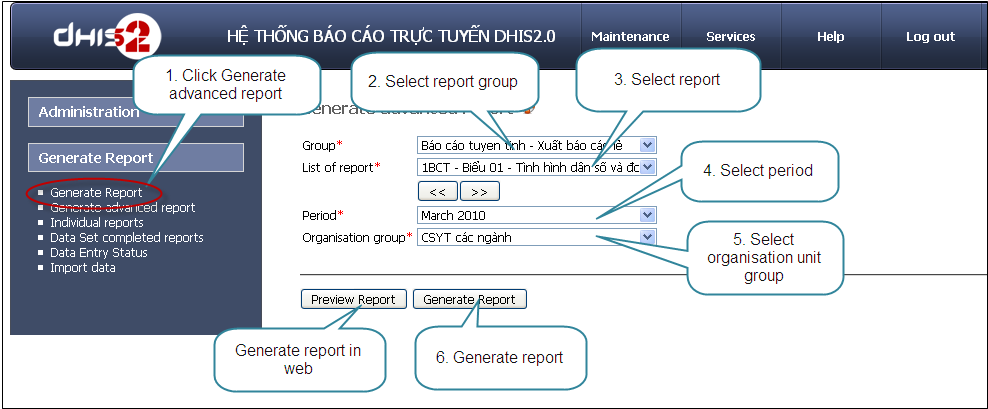 dHIS2
HỆ THỐNG BÁO CÁO TRỰC TUYẾN DHIS2.0
Maintenance
Services
Help
Log out
1. Click Generate
advanced report
2. Select report group
3. Select report
Administration
Generate Report
Generate Report
Generate advanced report
Individual reports
Data Set completed reports
Data Entry Status
Import data
Generate advanced report
Group*
Báo cáo tuyen tinh - Xuất báo cáo lẻ
List of report*
1BCT - Biểu 01 - Tình hình dân số và đơ
<<
>>
4. Select period
Period*
March 2010
Organisation group*
CSYT các ngành
5. Select
organisation unit
group
Preview Report
Generate Report
Generate report in
web
6. Generate report